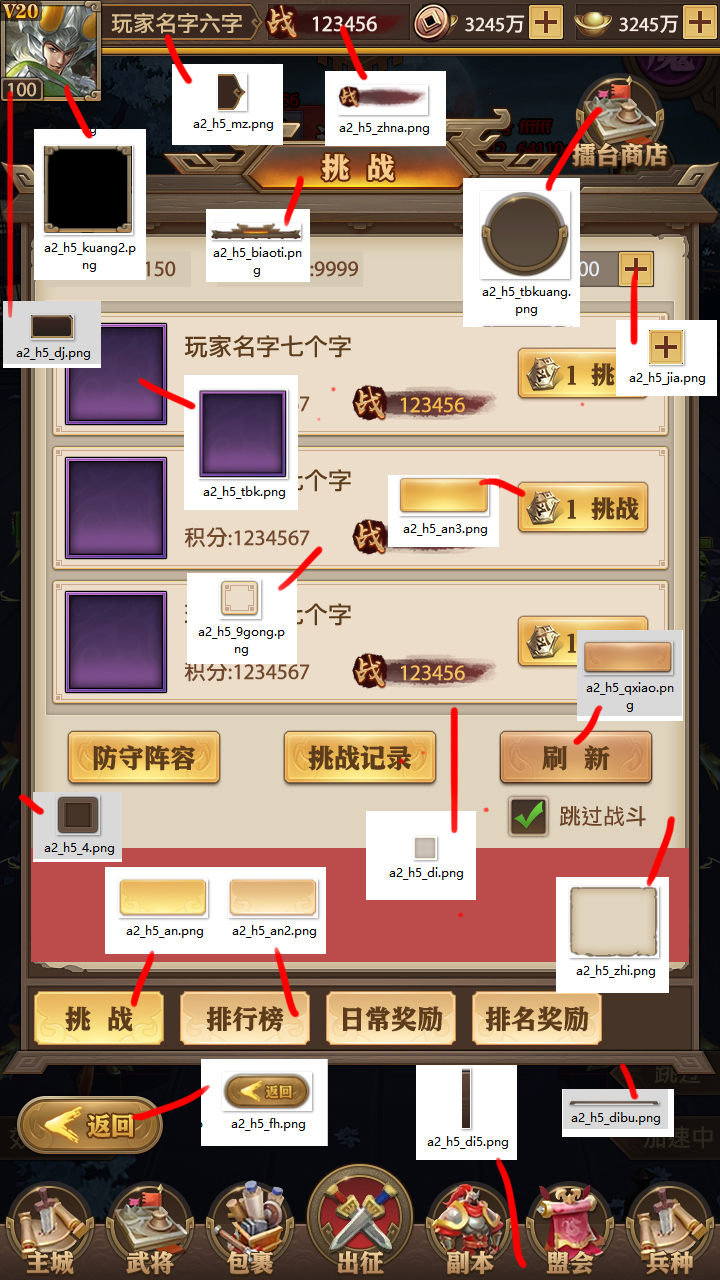 V20
玩家名字六字
战 123456
3245万
3245万
100
a2_h5_mz.png
a2_h5_zhna.png
擂台商店
挑 战
a2_h5_kuang2.p
ng
a2_h5_biaoti.pn
g
a2_h5_tbkuang.
png
150
:9999
00
a2_h5_dj.png
a2_h5_jia.png
玩家名字七个字
1 挑
7
战 123456
a2_h5_tbk.png
七个字
a2_h5_an3.png
1 挑战
积分:1234567
战
a2_h5_9gong.p
ng
七个字
1
积分:1234567
战 123456
a2_h5_qxiao.pn
g
防守阵容
挑战记录
刷 新
跳过战斗
a2_h5_4.png
a2_h5_di.png
a2_h5_an.png
a2_h5_an2.png
a2_h5_zhi.png
挑 战
排行榜
日常奖励
排名奖励
跳过
返回
返回
a2_h5_fh.png
a2_h5_di5.png
a2_h5_dibu.png
加速中
主城
武将
包裹
出征
副本
盟会
兵种